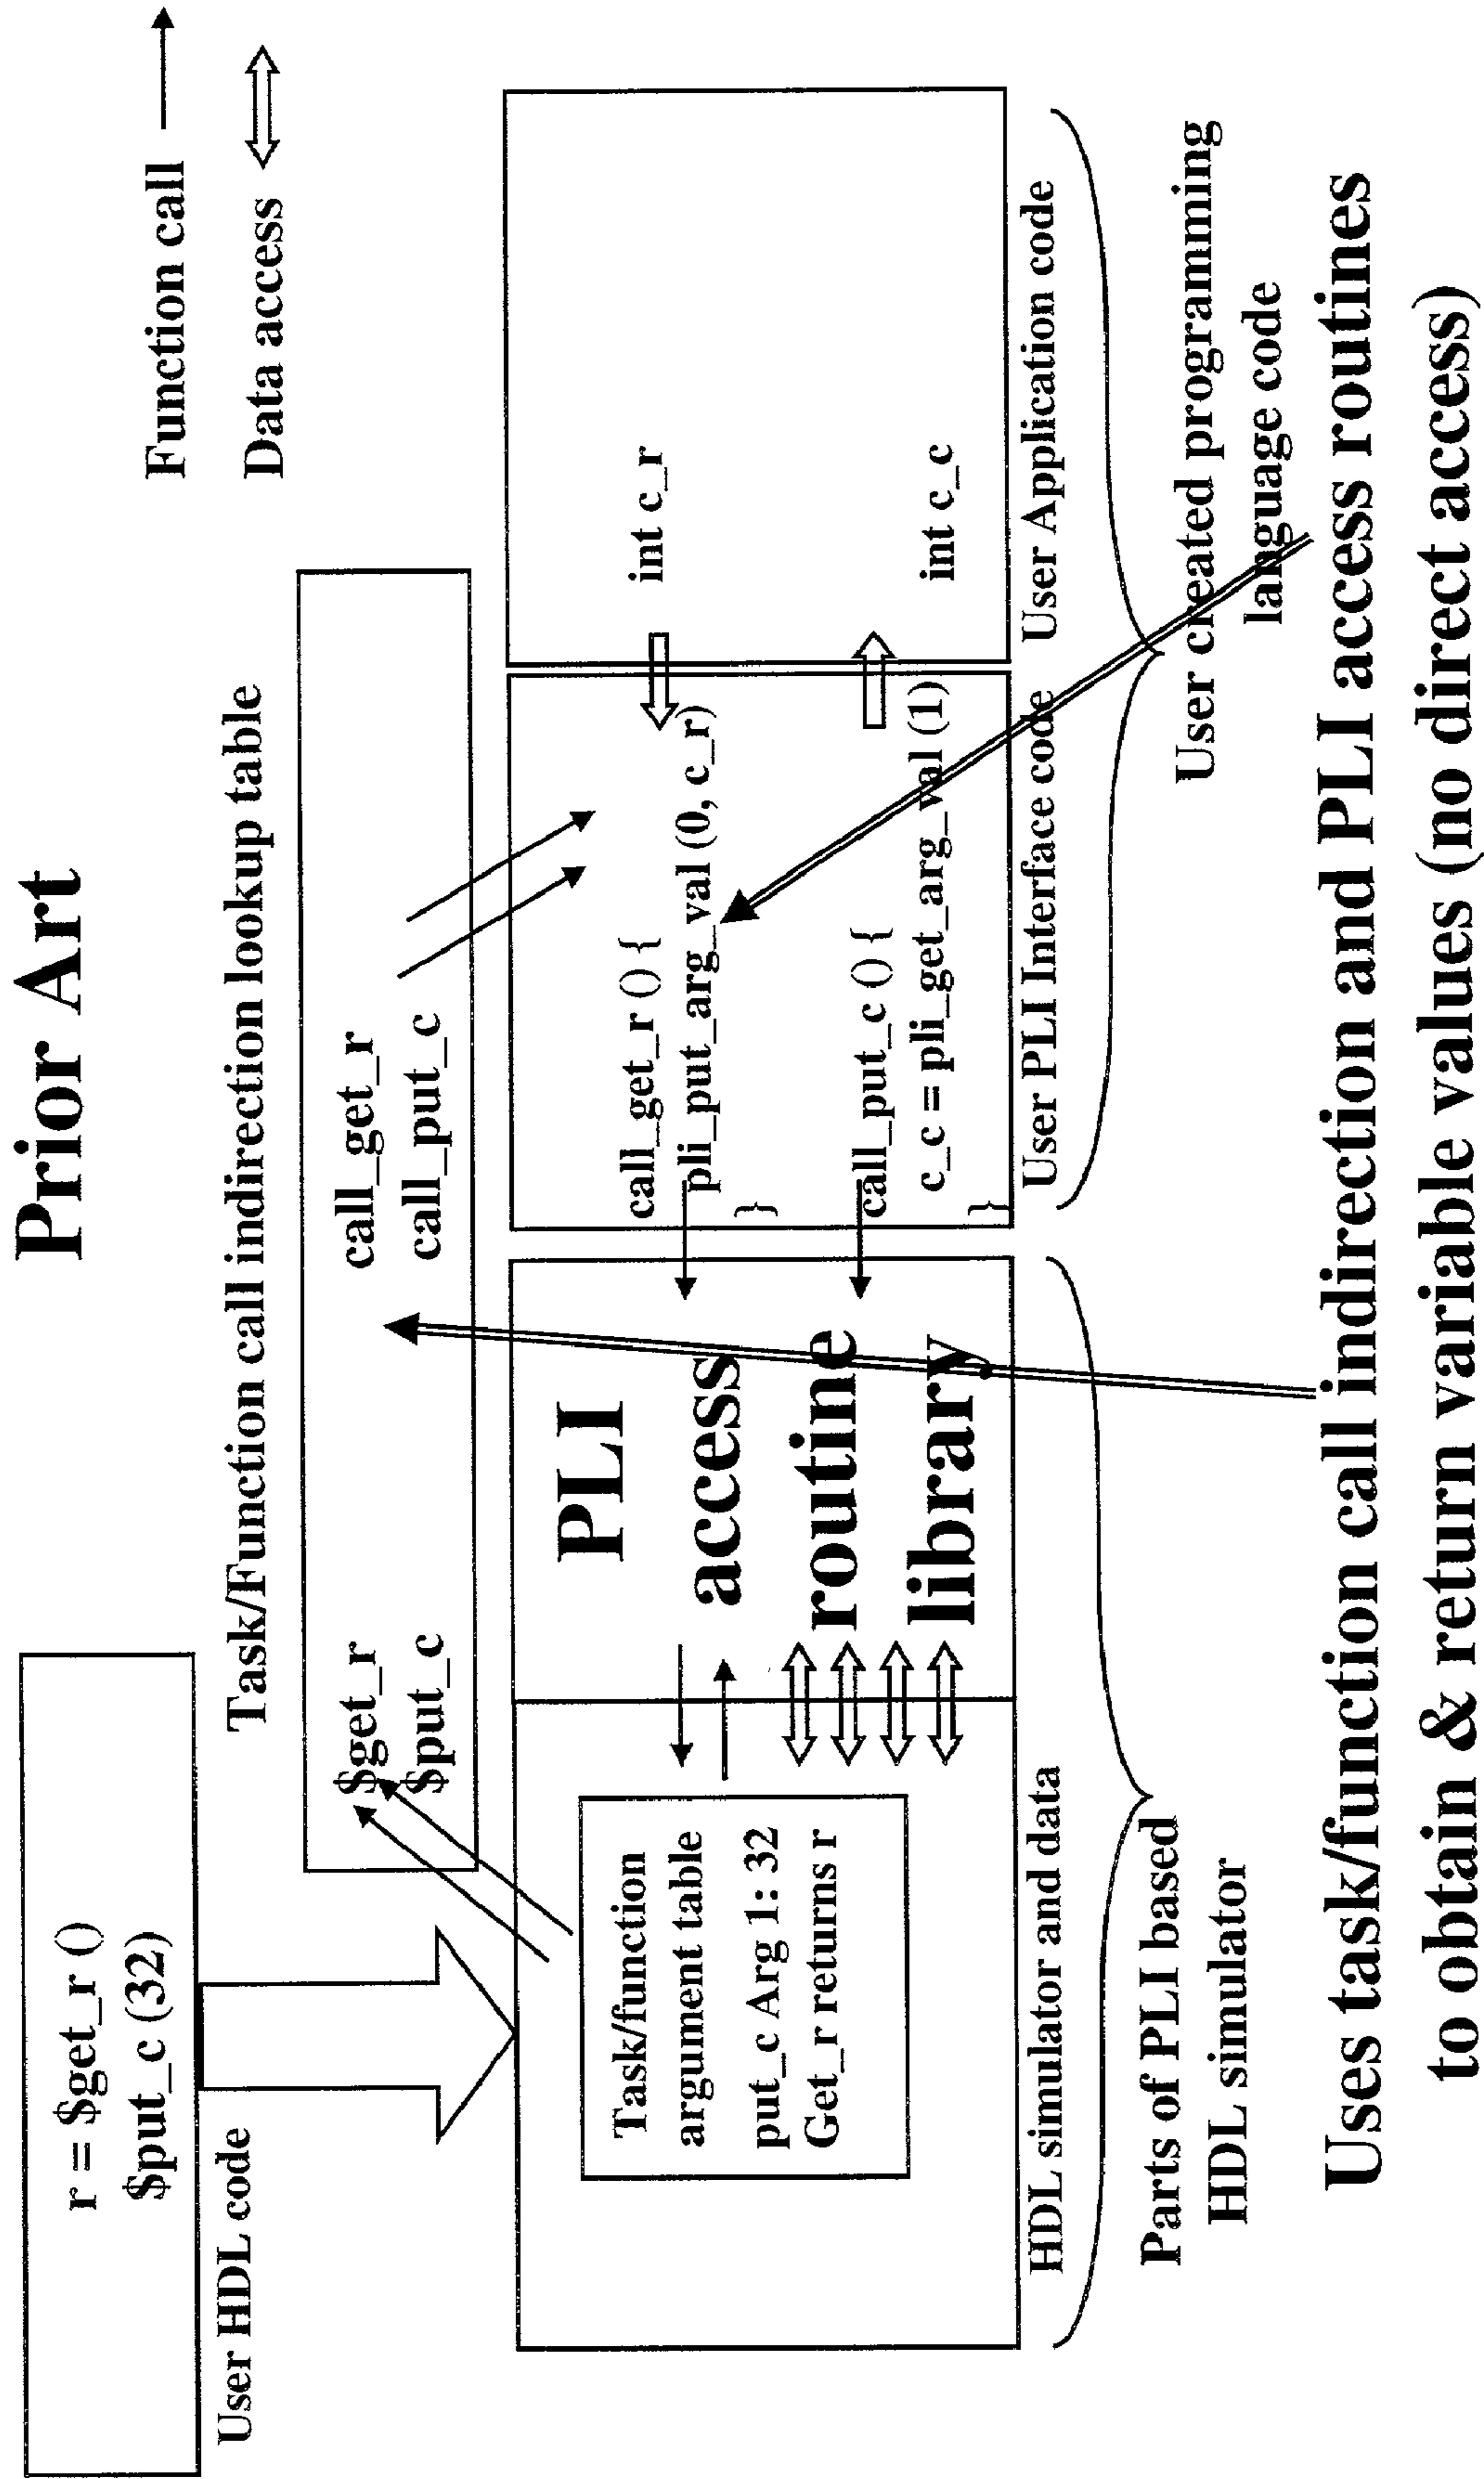 Prior Art
Function call
Data access
r = $get_r ()
$put_c (32)
User HDL code
Task/Function call indirection lookup table
$get_r
$put_c
call_get_r
call_put_c
Task/function
argument table
put_c Arg 1: 32
Get_r returns r
HDL simulator and data
PLI
access
routine
library
call_get_r () {
pli_put_arg_val (0, c_r)
}
call_put_c () {
c_c = pli_get_arg_val (1)
}
User PLI Interface code
int c_r
int c_c
User Application code
Parts of PLI based
HDL simulator
User created programming
language code
Uses task/function call indirection and PLI access routines
to obtain & return variable values (no direct access)